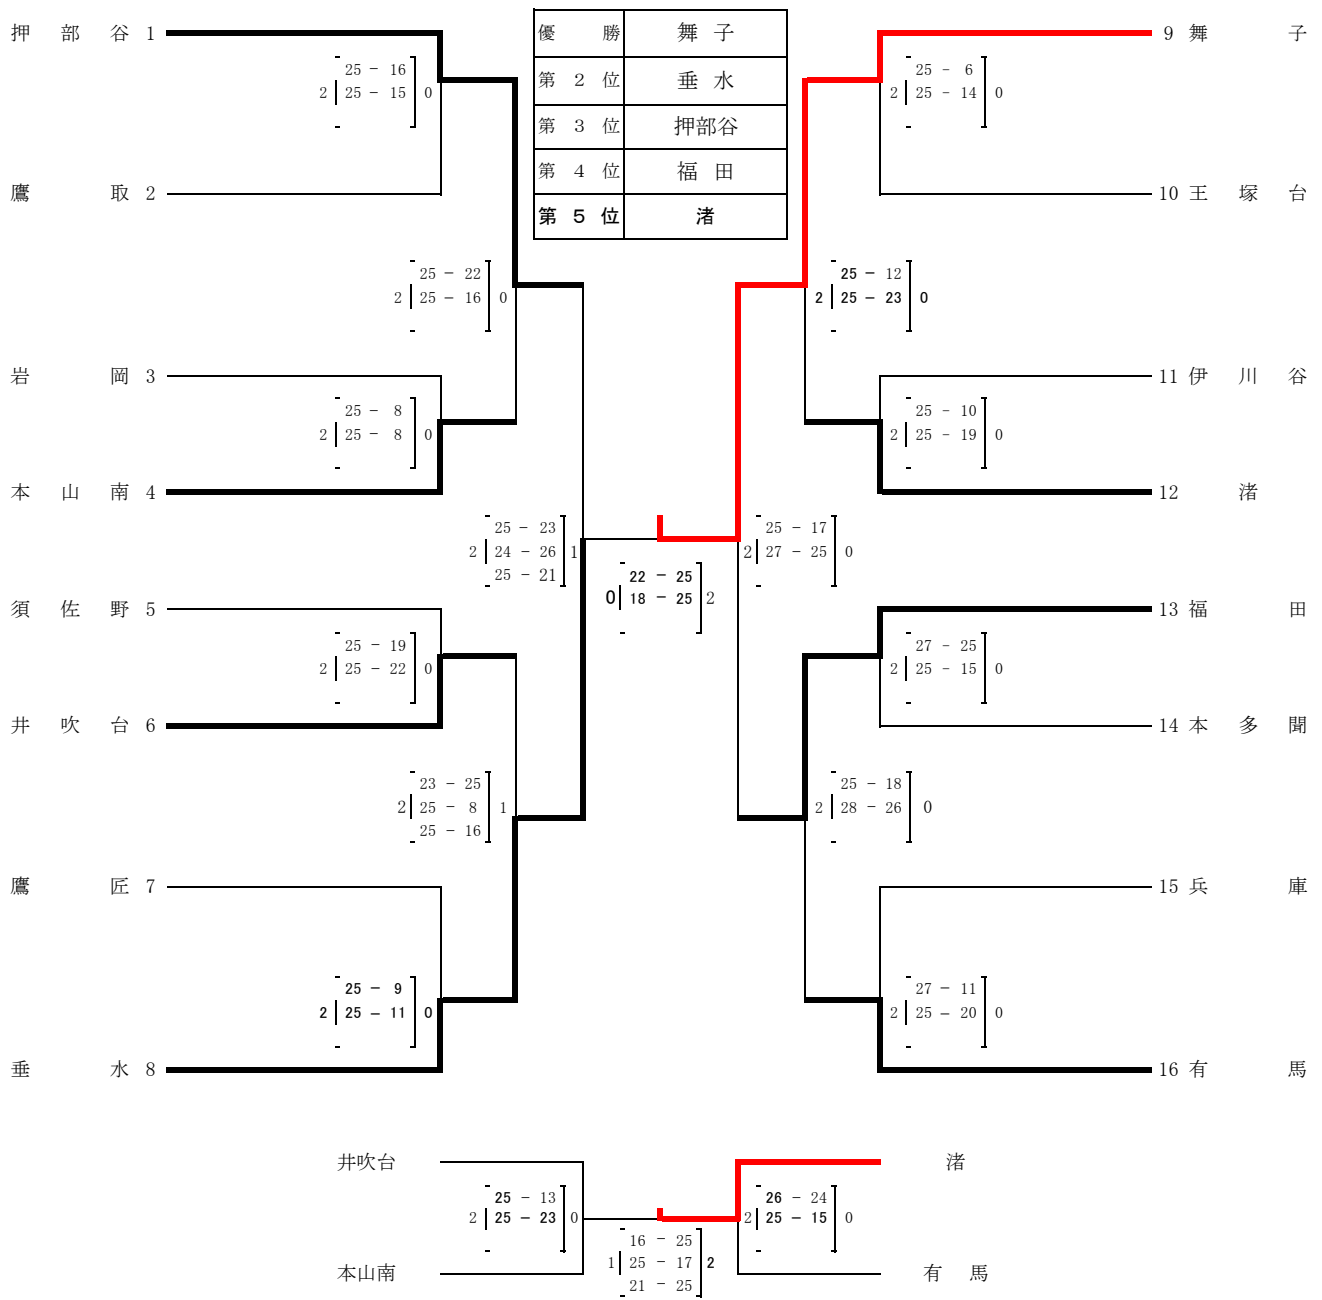 押部谷 1
優勝 舞子
9 舞子
25 - 16
2 25 - 15 0
第2位 垂水
25 - 6
2 25 - 14 0
第3位 押部谷
第4位 福田
鷹取 2
10 王塚台
第5位 渚
25 - 22
2 25 - 16 0
25 - 12
2 25 - 23 0
岩岡 3
11 伊川谷
25 - 8
2 25 - 8 0
25 - 10
2 25 - 19 0
本山南 4
12 渚
25 - 23
2 24 - 26 1
25 - 21
25 - 17
2 27 - 25 0
22 - 25
0 18 - 25 2
須佐野 5
13 福田
25 - 19
2 25 - 22 0
27 - 25
2 25 - 15 0
井吹台 6
14 本多聞
23 - 25
2 25 - 8 1
25 - 16
25 - 18
2 28 - 26 0
鷹匠 7
15 兵庫
25 - 9
2 25 - 11 0
27 - 11
2 25 - 20 0
垂水 8
16 有馬
井吹台
渚
25 - 13
2 25 - 23 0
26 - 24
2 25 - 15 0
16 - 25
1 25 - 17 2
21 - 25
本山南
有馬